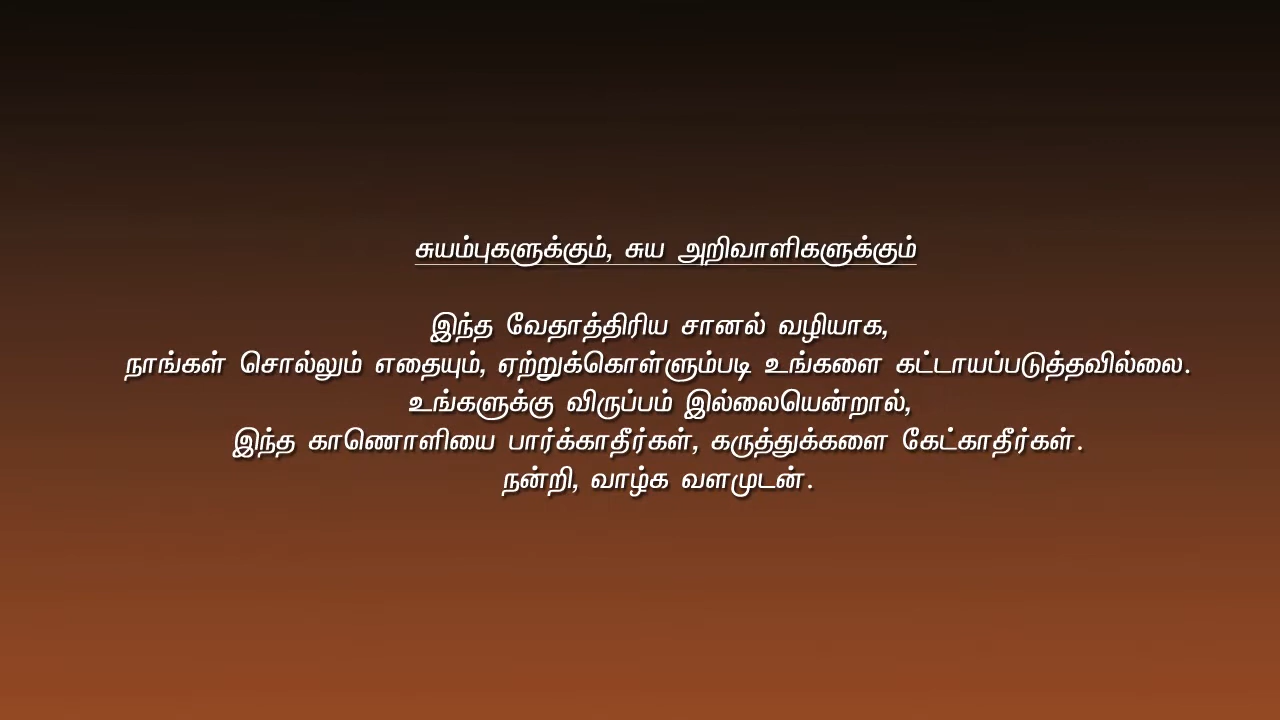 சுயம்புகளுக்கும், சுய அறிவாளிகளுக்கும்
இந்த வேதாத்திரிய சானல் வழியாக,
நாங்கள் சொல்லும் எதையும், ஏற்றுக்கொள்ளும்படி உங்களை கட்டாயப்படுத்தவில்லை.
உங்களுக்கு விருப்பம் இல்லையென்றால்,
இந்த காணொளியை பார்க்காதீர்கள், கருத்துக்களை கேட்காதீர்கள்.
நன்றி, வாழ்க வளமுடன்.